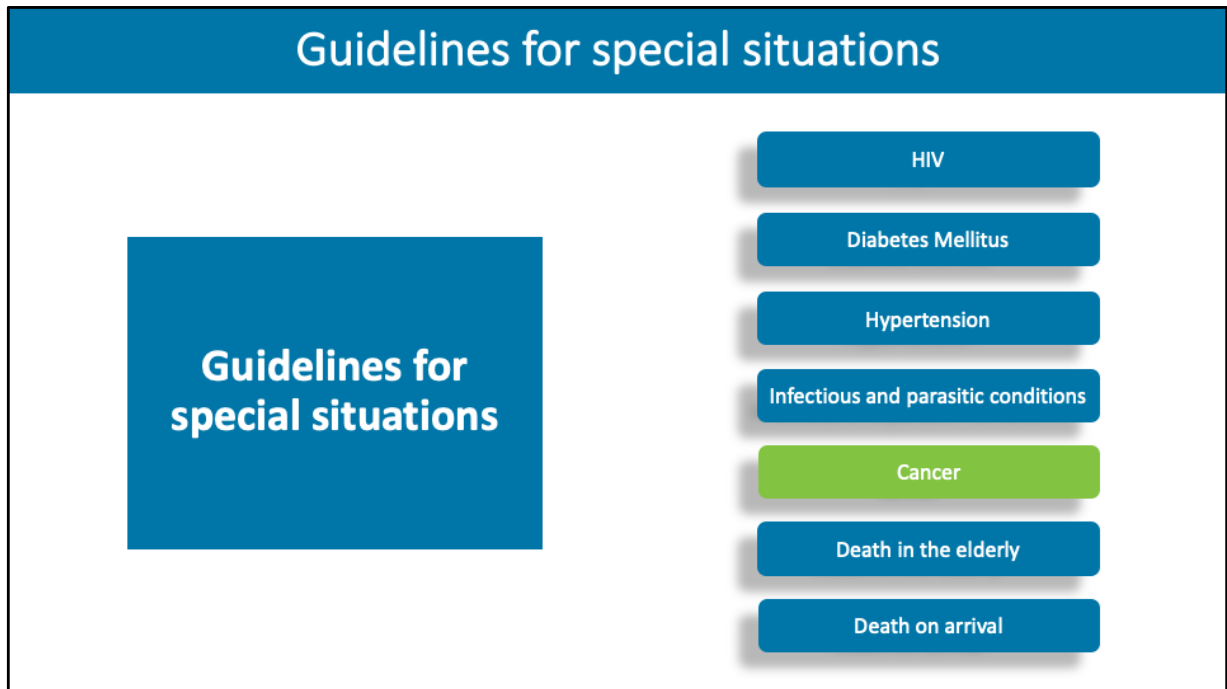 Guidelines for special situations
Guidelines for
special situations
HIV
Diabetes Mellitus
Hypertension
Infectious and parasitic conditions
Cancer
Death in the elderly
Death on arrival